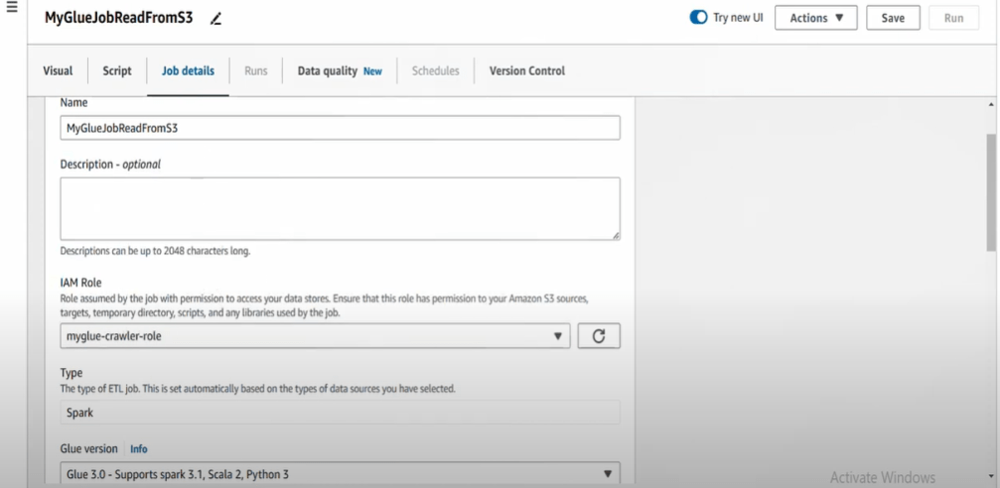 MyGlueJobReadFromS3
Try new UI
Actions
Save
Run
Visual
Script
Job details
Runs
Data quality New
Schedules
Version Control
Name
MyGlueJobReadFromS3
Description - optional
Descriptions can be up to 2048 characters long.
IAM Role
Role assumed by the job with permission to access your data stores. Ensure that this role has permission to your Amazon S3 sources,
targets, temporary directory, scripts, and any libraries used by the job.
myglue-crawler-role
Type
The type of ETL job. This is set automatically based on the types of data sources you have selected.
Spark
Glue version Info
Glue 3.0 - Supports spark 3.1, Scala 2, Python 3
Activate Windows